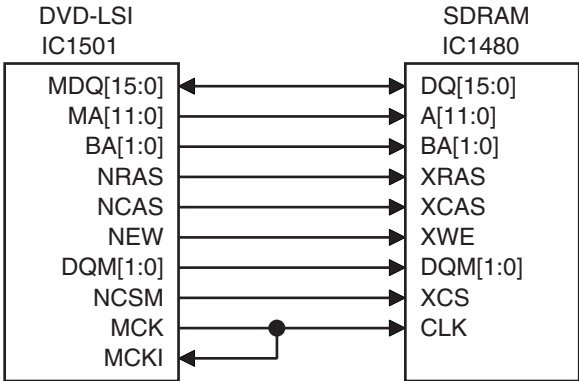 DVD-LSI SDRAM
IC1501 IC1480
MDQ[15:0] DQ[15:0]
MA[11:0] A[11:0]
BA[1:0] BA[1:0]
NRAS XRAS
NCAS XCAS
NEW XWE
DQM[1:0] DQM[1:0]
NCSM XCS
MCK CLK
MCKI